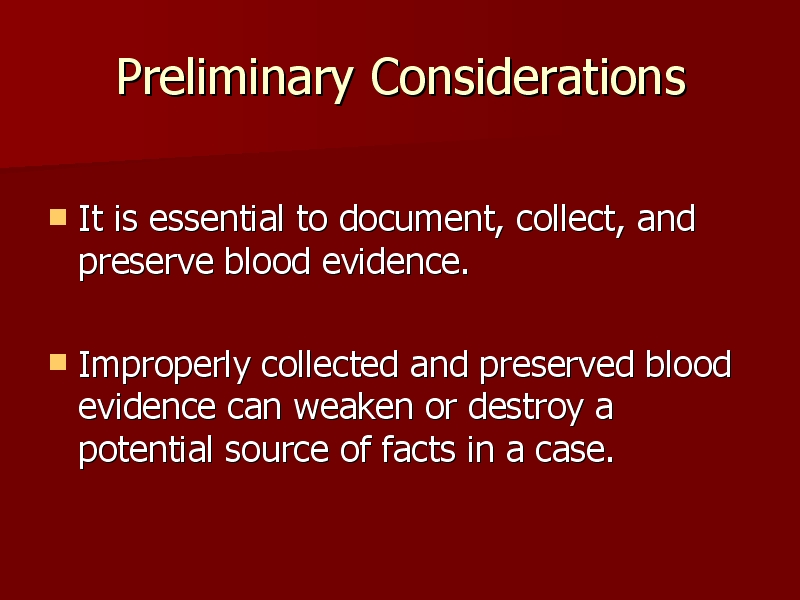 Preliminary Considerations
It is essential to document, collect, and
preserve blood evidence.
Improperly collected and preserved blood
evidence can weaken or destroy a
potential source of facts in a case.